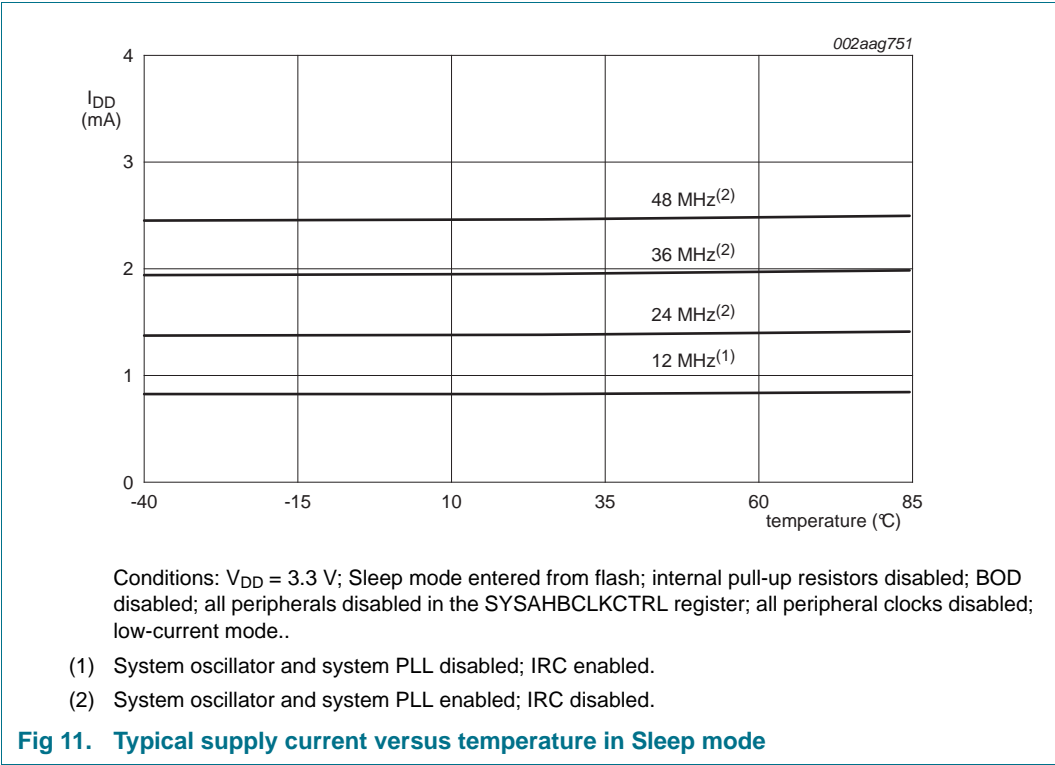 002aag751
4
IDD
(mA)
3
48 MHz(2)
36 MHz(2)
2
24 MHz(2)
12 MHz(1)
1
0
-40 -15 10 35 60 85
temperature (°C)
Conditions: VDD = 3.3 V; Sleep mode entered from flash; internal pull-up resistors disabled; BOD
disabled; all peripherals disabled in the SYSAHBCLKCTRL register; all peripheral clocks disabled;
low-current mode..
(1) System oscillator and system PLL disabled; IRC enabled.
(2) System oscillator and system PLL enabled; IRC disabled.
Fig 11. Typical supply current versus temperature in Sleep mode